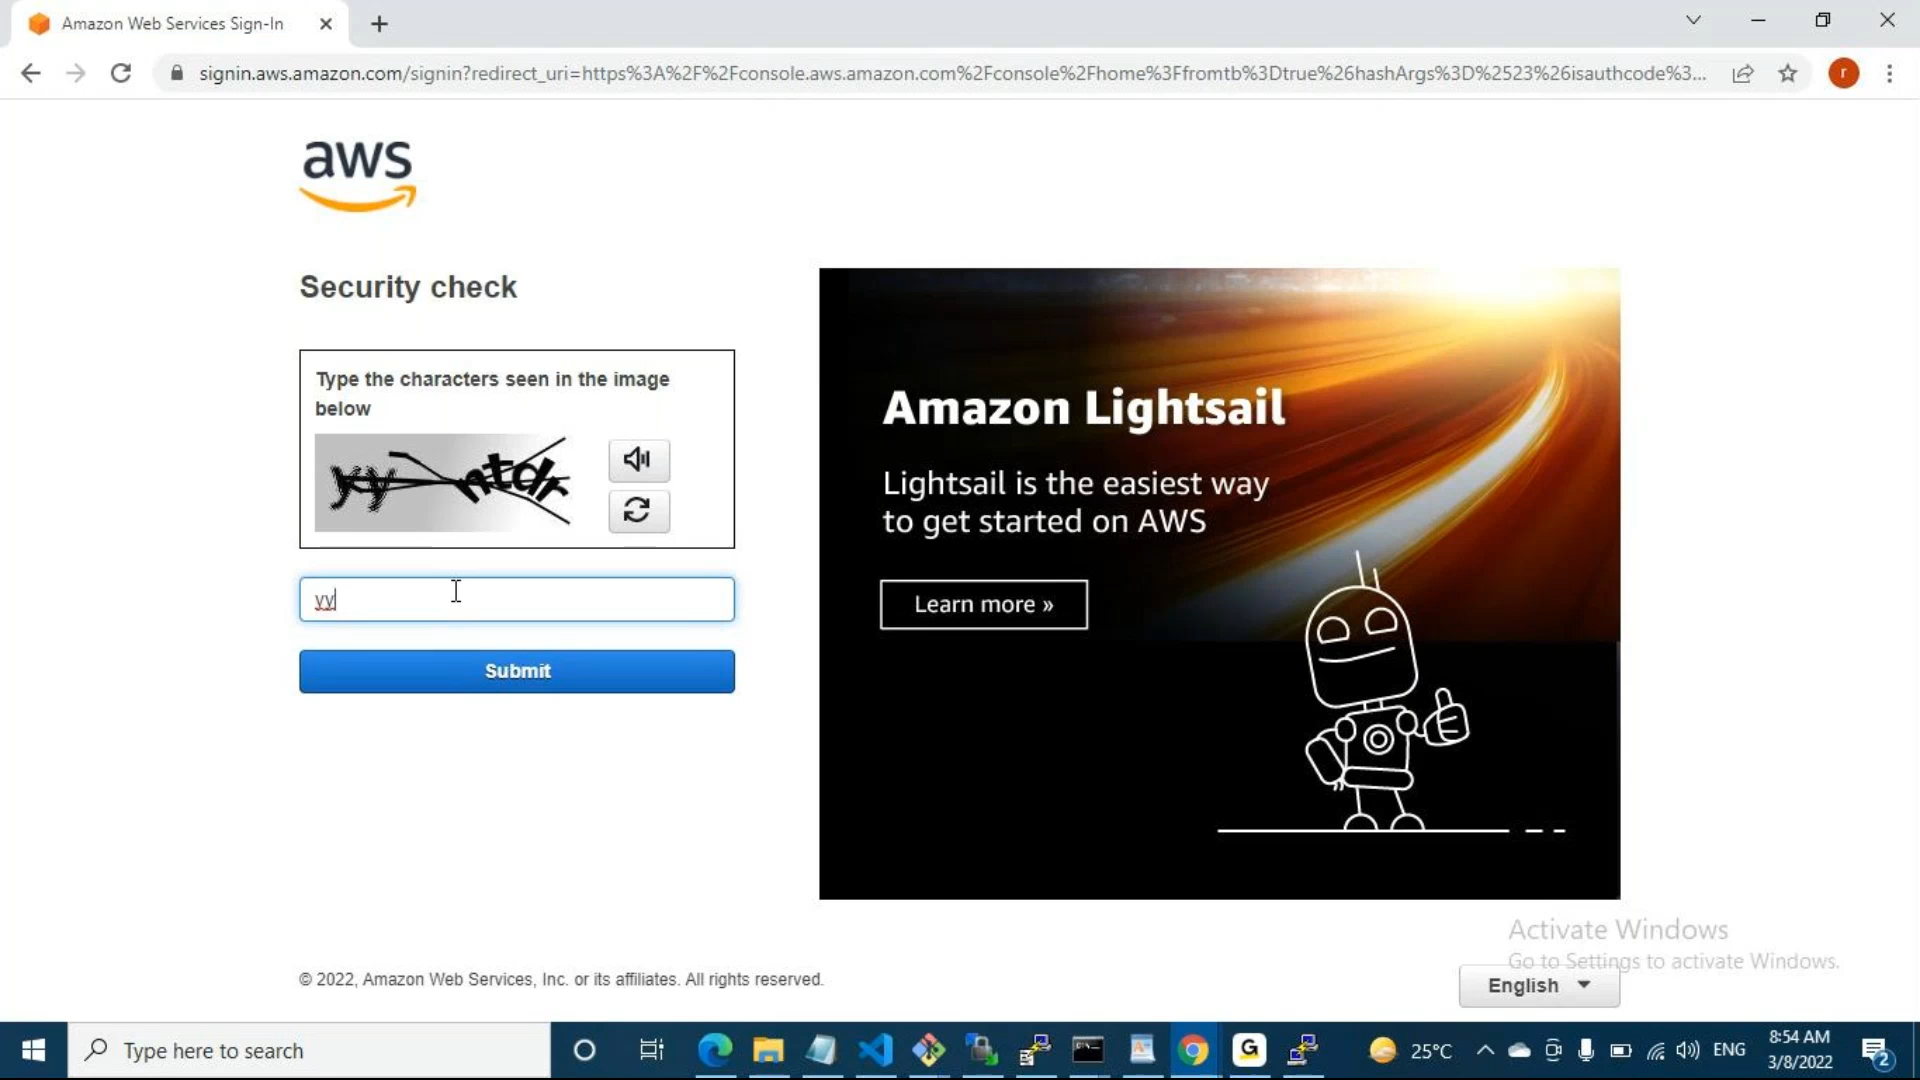 Amazon Web Services Sign-In
signin.aws.amazon.com/signin?redirect_uri=https%3A%2F%2Fconsole.aws.amazon.com%2Fconsole%2Fhome%3Ffromtb%3Dtrue%26hashArgs%3D%2523%26isauthcode%3...
r
aws
Security check
Type the characters seen in the image
below
yy
Submit
Amazon Lightsail
Lightsail is the easiest way
to get started on AWS
Learn more »
Activate Windows
Go to Settings to activate Windows.
© 2022, Amazon Web Services, Inc. or its affiliates. All rights reserved.
English
Type here to search
G
25°C
ENG
8:54 AM
3/8/2022
2